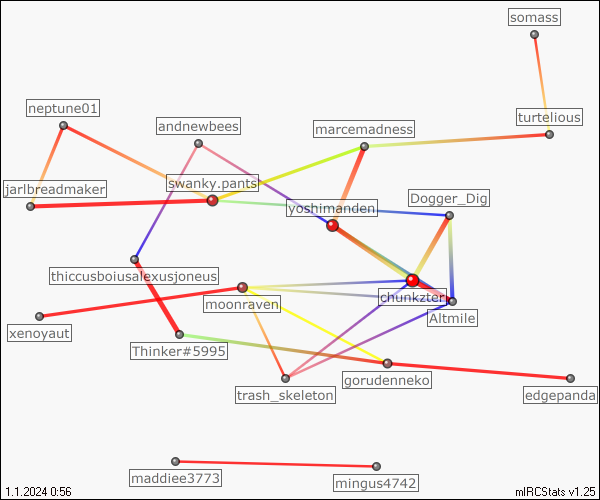 somass
neptune01
turtelious
andnewbees
marcemadness
swanky.pants
jarlbreadmaker
Dogger_Dig
yoshimanden
thiccusboiusalexusjoneus
chunkzter
moonraven
Altmile
xenoyaut
Thinker#5995
gorudenneko
trash_skeleton
edgepanda
maddiee3773
mingus4742
1.1.2024 0:56
mIRCStats v1.25